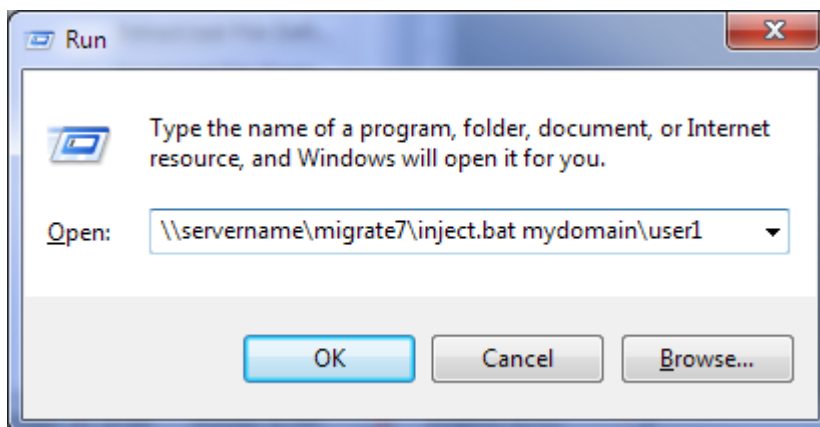 Run
Type the name of a program, folder, document, or Internet
resource, and Windows will open it for you.
Open: \\servername\migrate7\inject.bat mydomain\user1
OK Cancel Browse...